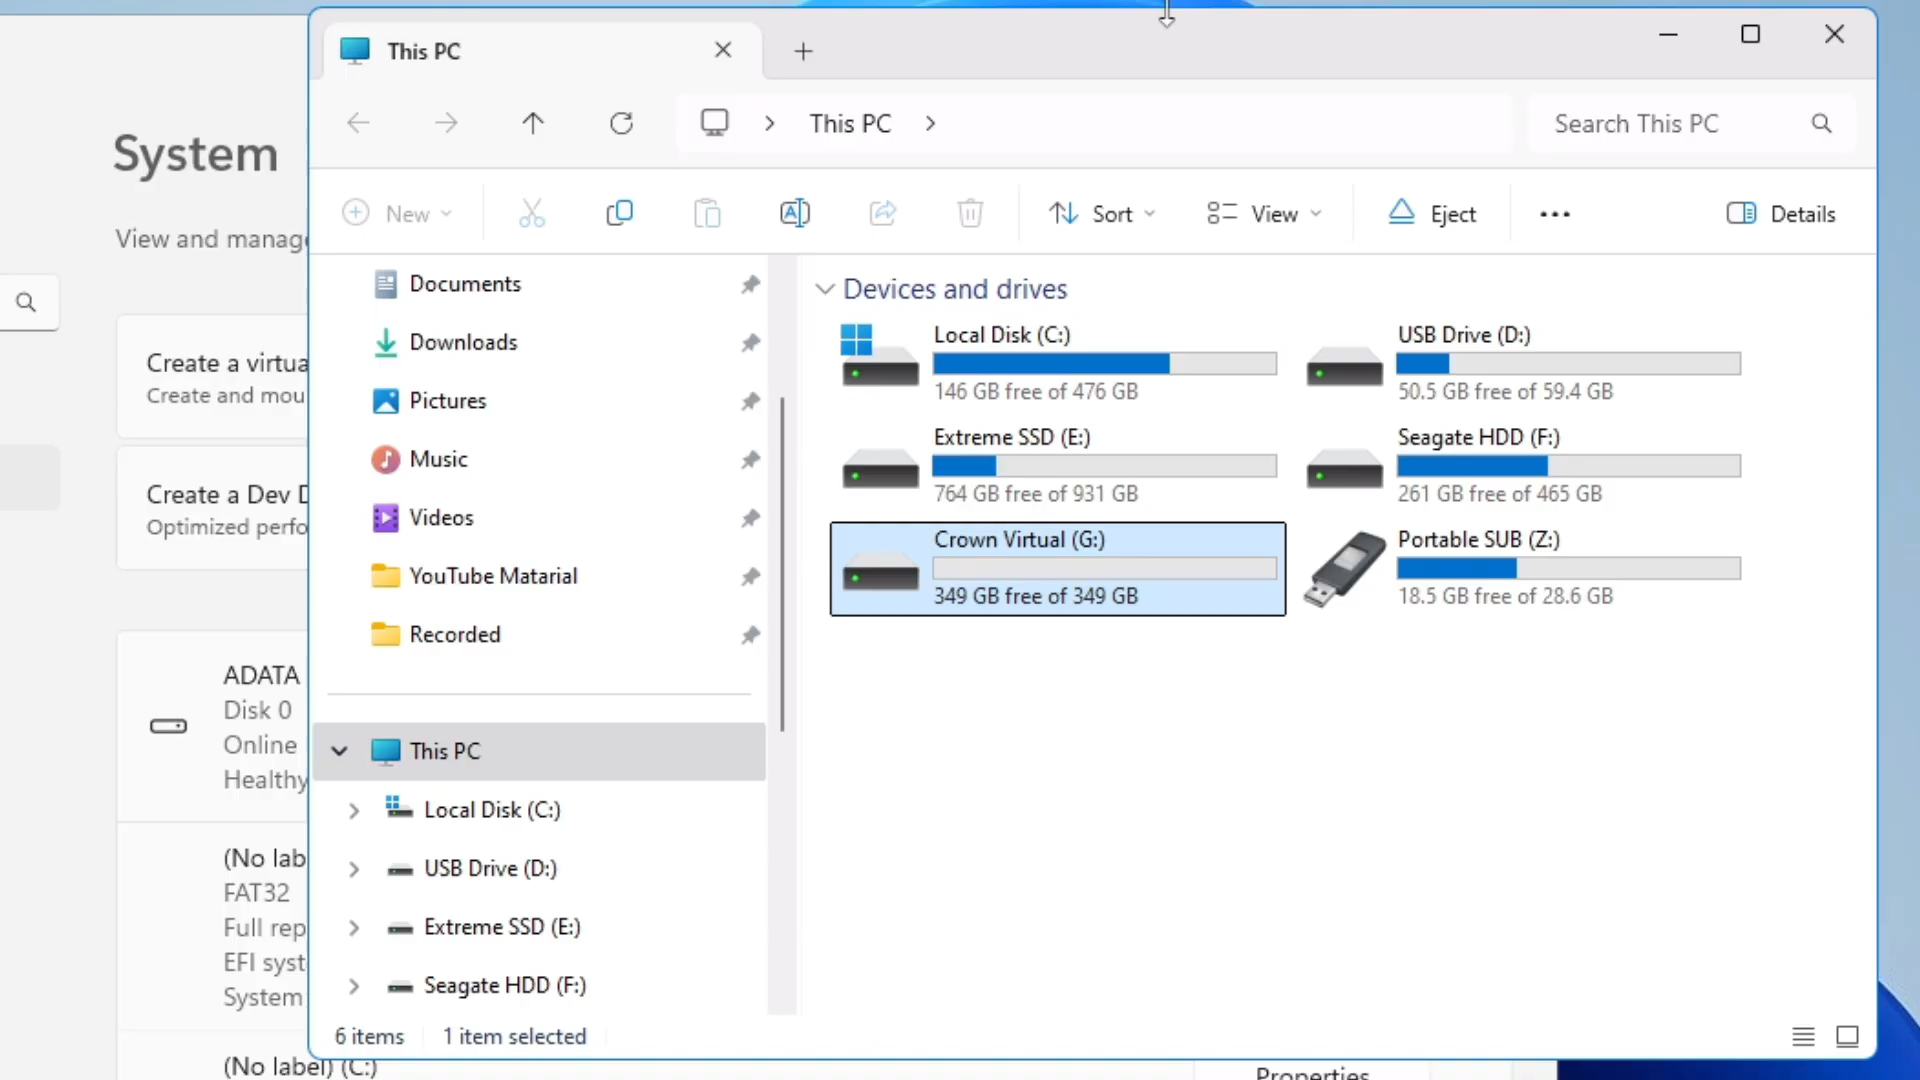 This PC
This PC
Search This PC
System
View and manage
New
Sort
View
Eject
Details
Create a virtua
Create and mou
Create a Dev D
Optimized perfo
ADATA
Disk 0
Online
Healthy
(No lab
FAT32
Full rep
EFI syst
System
(No label) (C:)
Documents
Downloads
Pictures
Music
Videos
YouTube Matarial
Recorded
This PC
Local Disk (C:)
USB Drive (D:)
Extreme SSD (E:)
Seagate HDD (F:)
Devices and drives
Local Disk (C:)
146 GB free of 476 GB
USB Drive (D:)
50.5 GB free of 59.4 GB
Extreme SSD (E:)
764 GB free of 931 GB
Seagate HDD (F:)
261 GB free of 465 GB
Crown Virtual (G:)
349 GB free of 349 GB
Portable SUB (Z:)
18.5 GB free of 28.6 GB
6 items
1 item selected
Properties